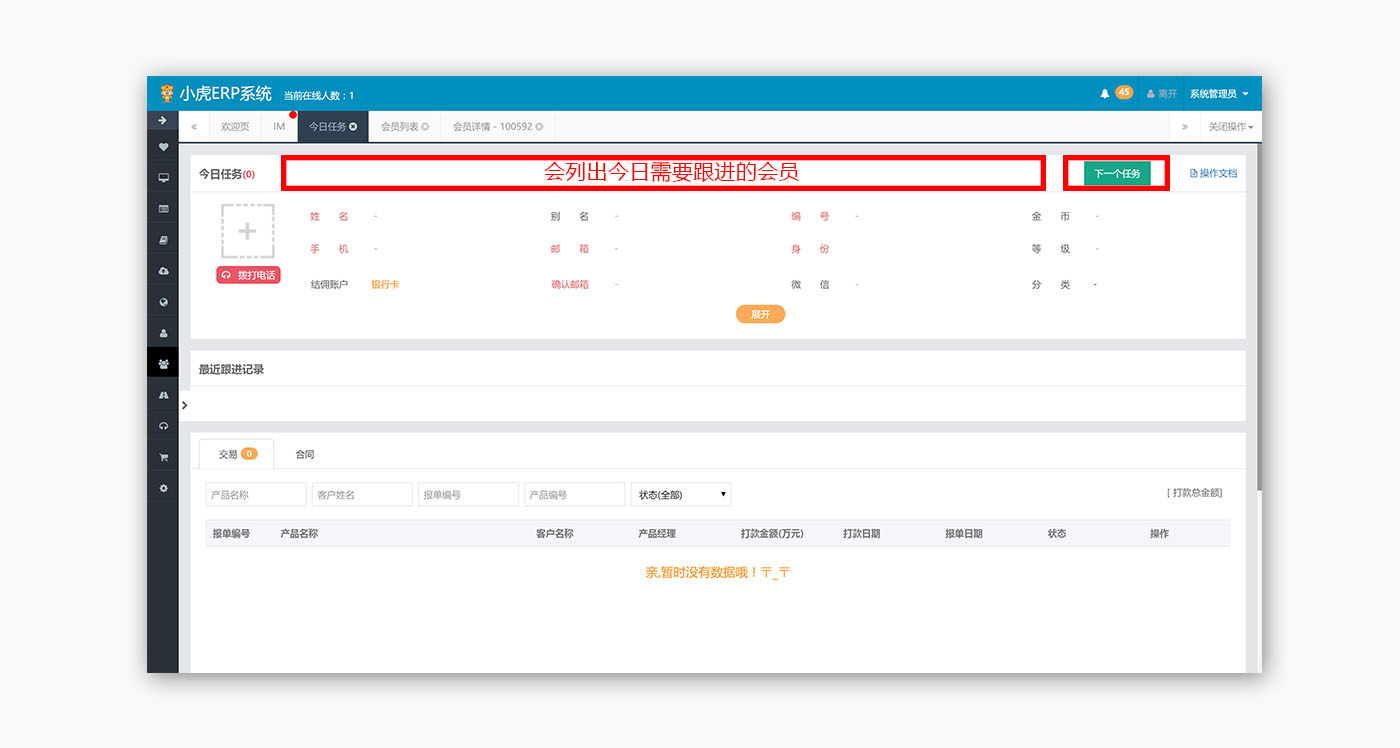 小虎ERP系统 当前在线人数：1 45 离开 系统管理员
« 欢迎页 IM 今日任务 会员列表 会员详情 - 100592 » 关闭操作
今日任务(0) 会列出今日需要跟进的会员 下一个任务 操作文档
姓 名 - 别 名 - 编 号 - 金 币 -
手 机 - 邮 箱 - 身 份 等 级 -
拨打电话
结佣账户 银行卡 确认邮箱 - 微 信 - 分 类 -
展开
最近跟进记录
交易 0 合同
产品名称 客户姓名 报单编号 产品编号 状态(全部) [ 打款总金额]
报单编号 产品名称 客户名称 产品经理 打款金额(万元) 打款日期 报单日期 状态 操作
亲,暂时没有数据哦！〒_〒